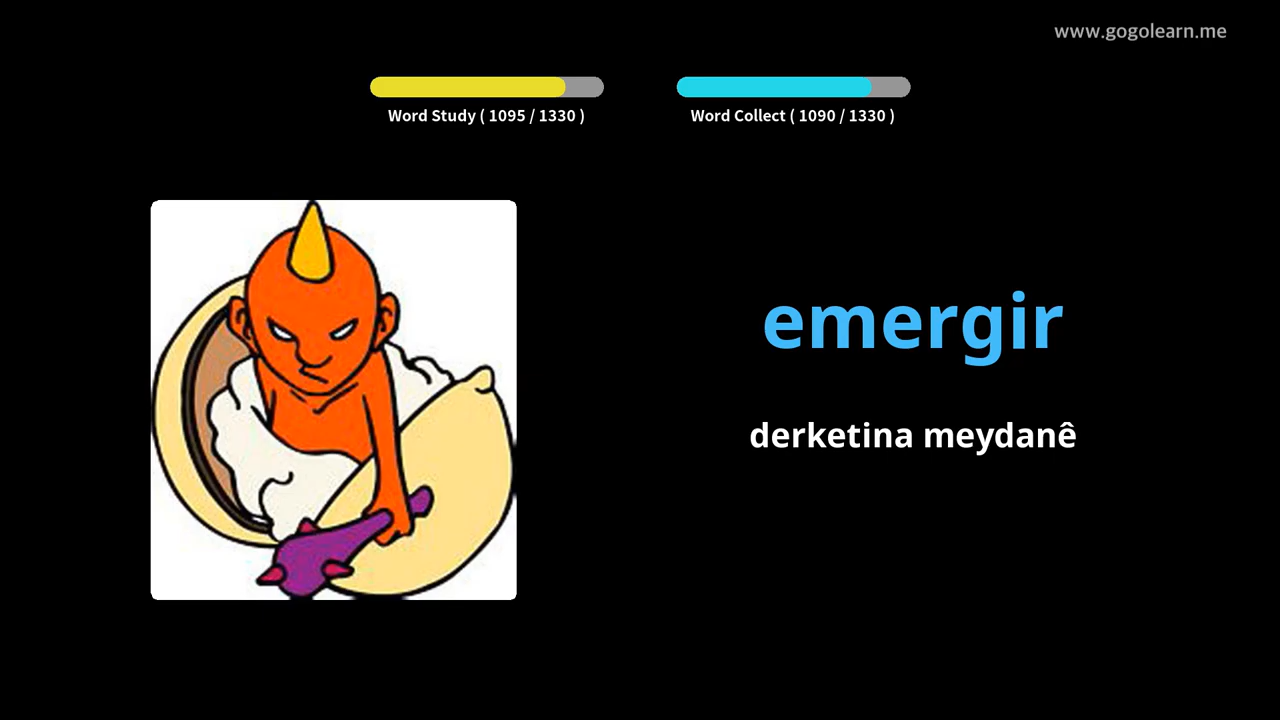 www.gogolearn.me
Word Study ( 1095 / 1330 )
Word Collect ( 1090 / 1330 )
emergir
derketina meydanê